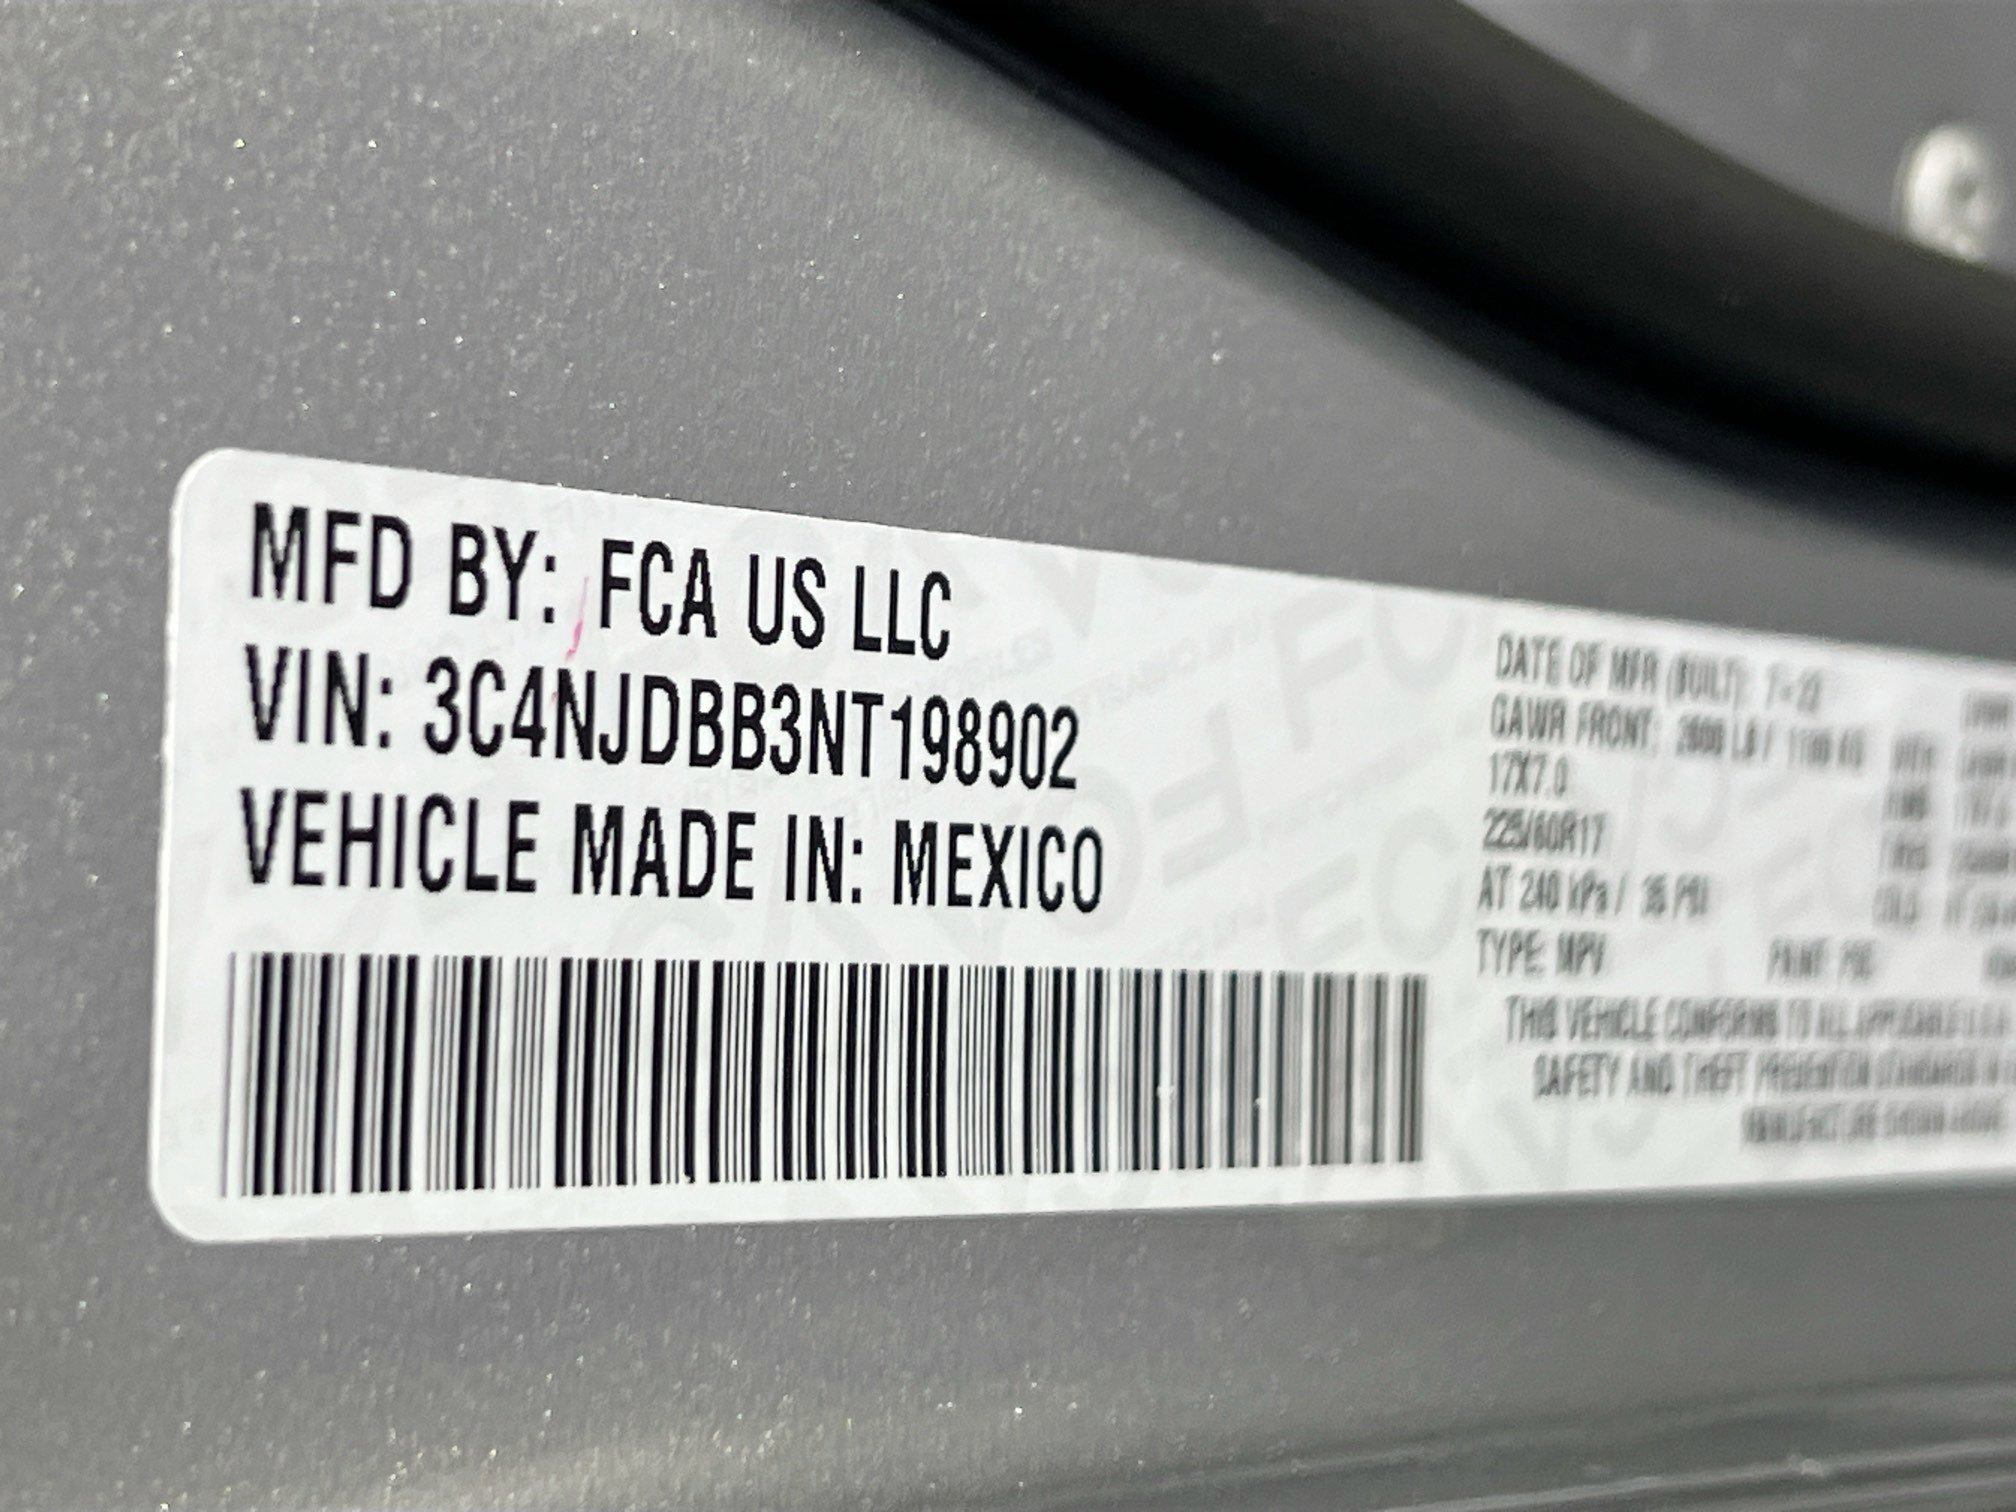 MFD BY: FCA US LLC
VIN: 3C4NJDBB3NT198902
VEHICLE MADE IN: MEXICO
DATE OF MFR (BUILT): 7-22
GAWR FRONT:
17X7.0
225/60R17
AT 240 kPa / 35 PSI
TYPE: MPV PAINT:
THIS VEHICLE CONFORMS TO ALL APPLICABLE
SAFETY AND THEFT PREVENTION STANDARDS